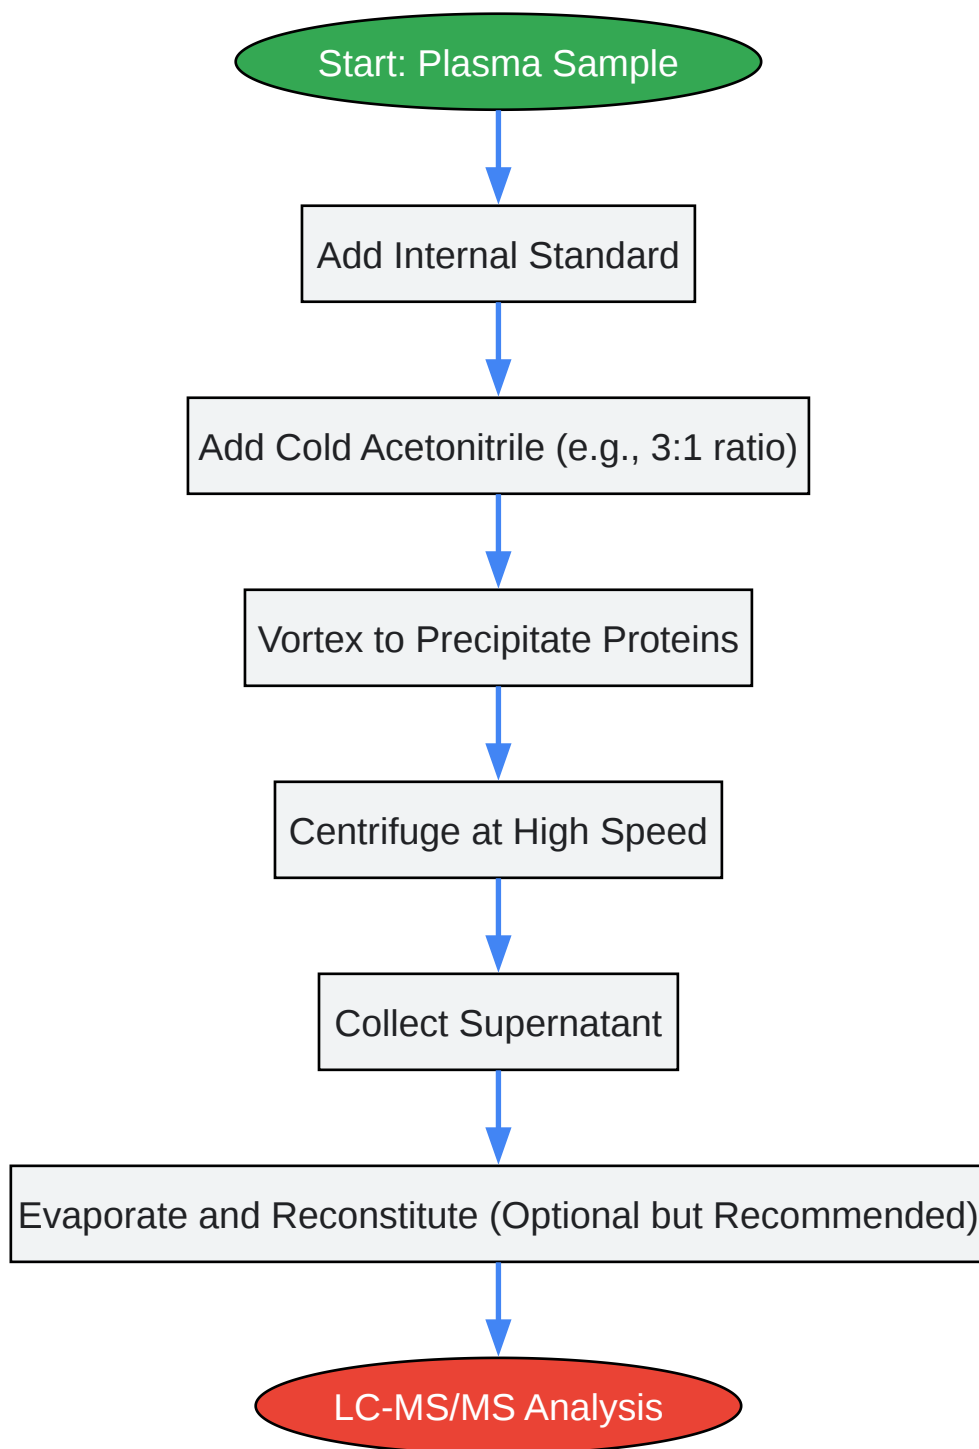 Start: Plasma Sample
Add Internal Standard
Add Cold Acetonitrile (e.g., 3:1 ratio)
Vortex to Precipitate Proteins
Centrifuge at High Speed
Collect Supernatant
Evaporate and Reconstitute (Optional but Recommended)
LC-MS/MS Analysis